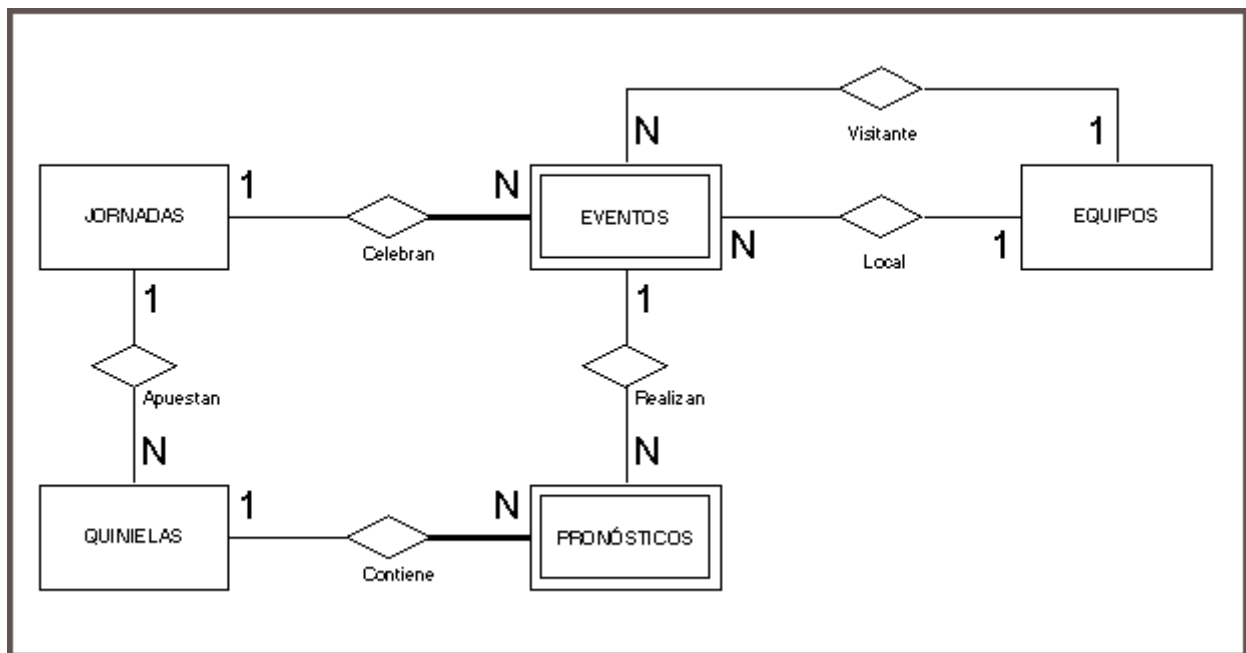 Visitante
N
1
JORNADAS
1
Celebran
N
EVENTOS
N
Local
1
EQUIPOS
1
1
Apuestan
Realizan
N
N
QUINIELAS
1
Contiene
N
PRONÓSTICOS